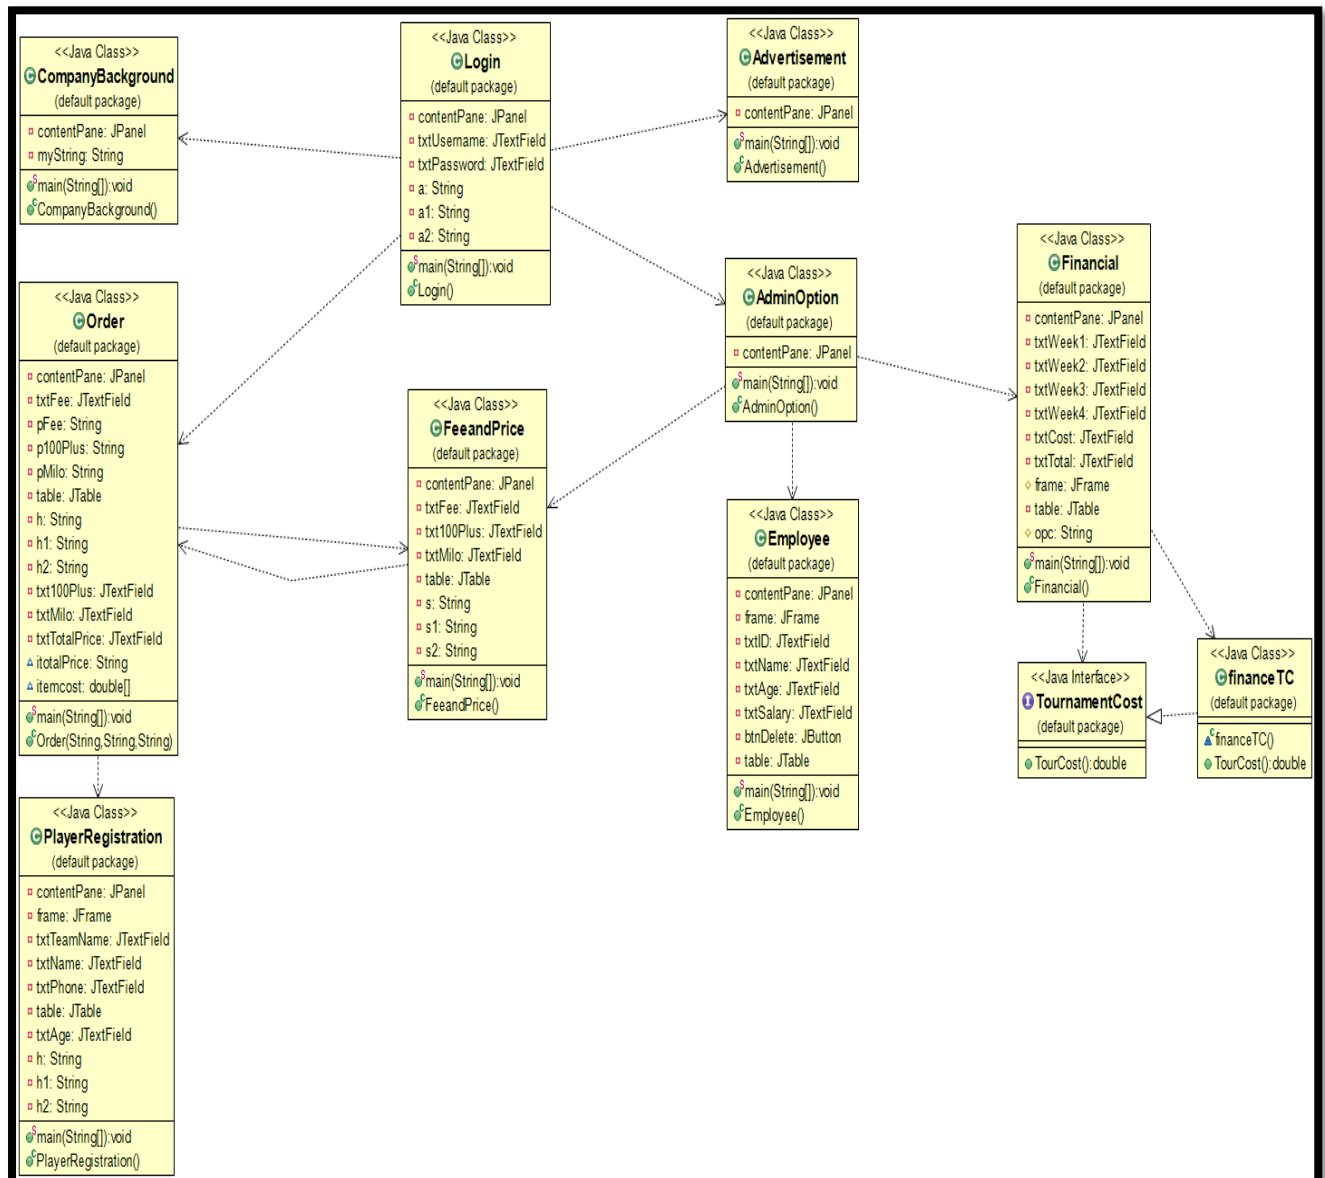 <<Java Class>>
CompanyBackground
(default package)
contentPane: JPanel
myString: String
main(String[]):void
CompanyBackground()
<<Java Class>>
Login
(default package)
contentPane: JPanel
txtUsername: JTextField
txtPassword: JTextField
a: String
a1: String
a2: String
main(String[]):void
Login()
<<Java Class>>
Advertisement
(default package)
contentPane: JPanel
main(String[]):void
Advertisement()
<<Java Class>>
Order
(default package)
contentPane: JPanel
txtFee: JTextField
pFee: String
p100Plus: String
pMilo: String
table: JTable
h: String
h1: String
h2: String
txt100Plus: JTextField
txtMilo: JTextField
txtTotalPrice: JTextField
itotalPrice: String
itemcost: double[]
main(String[]):void
Order(String,String,String)
<<Java Class>>
FeeandPrice
(default package)
contentPane: JPanel
txtFee: JTextField
txt100Plus: JTextField
txtMilo: JTextField
table: JTable
s: String
s1: String
s2: String
main(String[]):void
FeeandPrice()
<<Java Class>>
AdminOption
(default package)
contentPane: JPanel
main(String[]):void
AdminOption()
<<Java Class>>
Financial
(default package)
contentPane: JPanel
txtWeek1: JTextField
txtWeek2: JTextField
txtWeek3: JTextField
txtWeek4: JTextField
txtCost: JTextField
txtTotal: JTextField
frame: JFrame
table: JTable
opc: String
main(String[]):void
Financial()
<<Java Class>>
Employee
(default package)
contentPane: JPanel
frame: JFrame
txtID: JTextField
txtName: JTextField
txtAge: JTextField
txtSalary: JTextField
btnDelete: JButton
table: JTable
main(String[]):void
Employee()
<<Java Interface>>
TournamentCost
(default package)
TourCost():double
<<Java Class>>
financeTC
(default package)
financeTC()
TourCost():double
<<Java Class>>
PlayerRegistration
(default package)
contentPane: JPanel
frame: JFrame
txtTeamName: JTextField
txtName: JTextField
txtPhone: JTextField
table: JTable
txtAge: JTextField
h: String
h1: String
h2: String
main(String[]):void
PlayerRegistration()